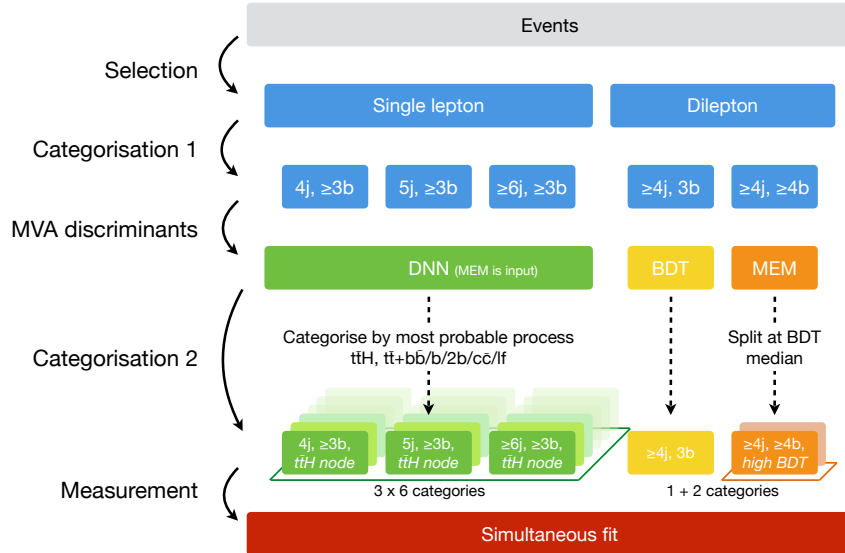 Events
Selection
Single lepton
Dilepton
Categorisation 1
4j, ≥3b
5j, ≥3b
≥6j, ≥3b
≥4j, 3b
≥4j, ≥4b
MVA discriminants
DNN (MEM is input)
BDT
MEM
Categorise by most probable process
tt̄H, tt̄+bb̄/b/2b/cc̄/lf
Split at BDT
median
Categorisation 2
4j, ≥3b,
tt̄H node
5j, ≥3b,
tt̄H node
≥6j, ≥3b,
tt̄H node
≥4j, 3b
≥4j, ≥4b,
high BDT
Measurement
3 x 6 categories
1 + 2 categories
Simultaneous fit